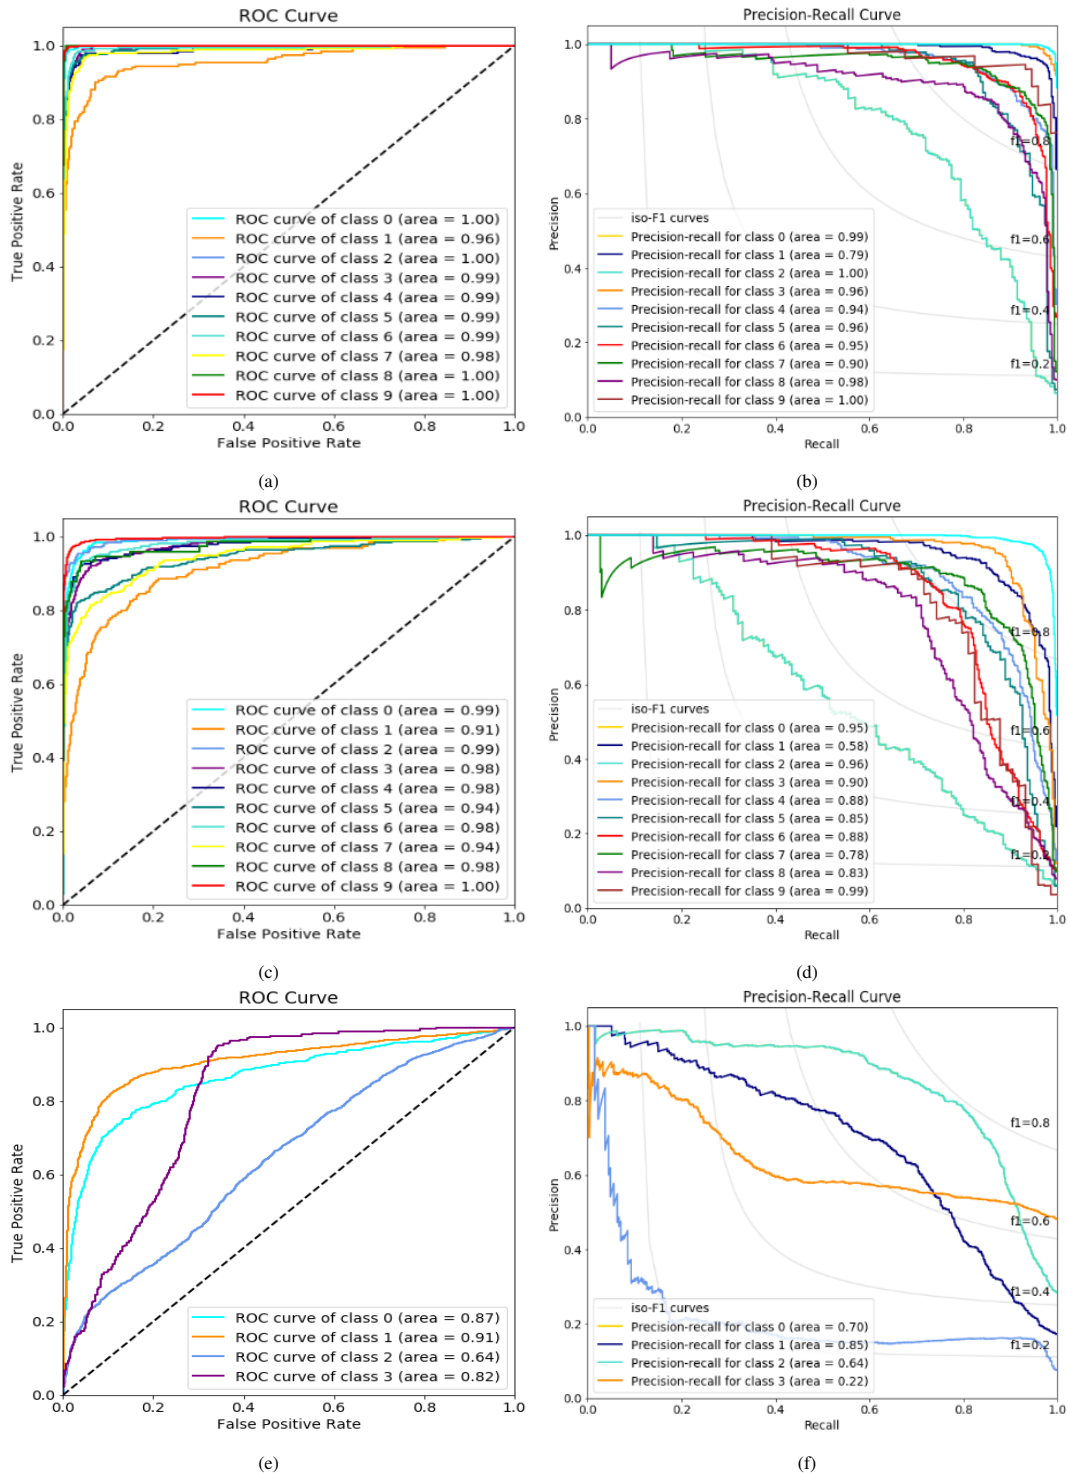 ROC Curve
True Positive Rate
1.0
0.8
0.6
0.4
0.2
0.0
ROC curve of class 0 (area = 1.00)
ROC curve of class 1 (area = 0.96)
ROC curve of class 2 (area = 1.00)
ROC curve of class 3 (area = 0.99)
ROC curve of class 4 (area = 0.99)
ROC curve of class 5 (area = 0.99)
ROC curve of class 6 (area = 0.99)
ROC curve of class 7 (area = 0.98)
ROC curve of class 8 (area = 1.00)
ROC curve of class 9 (area = 1.00)
0.0 0.2 0.4 0.6 0.8 1.0
False Positive Rate
(a)
Precision-Recall Curve
Precision
1.0
0.8
0.6
0.4
0.2
0.0
f1=0.8
f1=0.6
f1=0.4
f1=0.2
iso-F1 curves
Precision-recall for class 0 (area = 0.99)
Precision-recall for class 1 (area = 0.79)
Precision-recall for class 2 (area = 1.00)
Precision-recall for class 3 (area = 0.96)
Precision-recall for class 4 (area = 0.94)
Precision-recall for class 5 (area = 0.96)
Precision-recall for class 6 (area = 0.95)
Precision-recall for class 7 (area = 0.90)
Precision-recall for class 8 (area = 0.98)
Precision-recall for class 9 (area = 1.00)
0.0 0.2 0.4 0.6 0.8 1.0
Recall
(b)
ROC Curve
True Positive Rate
1.0
0.8
0.6
0.4
0.2
0.0
ROC curve of class 0 (area = 0.99)
ROC curve of class 1 (area = 0.91)
ROC curve of class 2 (area = 0.99)
ROC curve of class 3 (area = 0.98)
ROC curve of class 4 (area = 0.98)
ROC curve of class 5 (area = 0.94)
ROC curve of class 6 (area = 0.98)
ROC curve of class 7 (area = 0.94)
ROC curve of class 8 (area = 0.98)
ROC curve of class 9 (area = 1.00)
0.0 0.2 0.4 0.6 0.8 1.0
False Positive Rate
(c)
Precision-Recall Curve
Precision
1.0
0.8
0.6
0.4
0.2
0.0
f1=0.8
f1=0.6
f1=0.4
f1=0.2
iso-F1 curves
Precision-recall for class 0 (area = 0.95)
Precision-recall for class 1 (area = 0.58)
Precision-recall for class 2 (area = 0.96)
Precision-recall for class 3 (area = 0.90)
Precision-recall for class 4 (area = 0.88)
Precision-recall for class 5 (area = 0.85)
Precision-recall for class 6 (area = 0.88)
Precision-recall for class 7 (area = 0.78)
Precision-recall for class 8 (area = 0.83)
Precision-recall for class 9 (area = 0.99)
0.0 0.2 0.4 0.6 0.8 1.0
Recall
(d)
ROC Curve
True Positive Rate
1.0
0.8
0.6
0.4
0.2
0.0
ROC curve of class 0 (area = 0.87)
ROC curve of class 1 (area = 0.91)
ROC curve of class 2 (area = 0.64)
ROC curve of class 3 (area = 0.82)
0.0 0.2 0.4 0.6 0.8 1.0
False Positive Rate
(e)
Precision-Recall Curve
Precision
1.0
0.8
0.6
0.4
0.2
0.0
f1=0.8
f1=0.6
f1=0.4
f1=0.2
iso-F1 curves
Precision-recall for class 0 (area = 0.70)
Precision-recall for class 1 (area = 0.85)
Precision-recall for class 2 (area = 0.64)
Precision-recall for class 3 (area = 0.22)
0.0 0.2 0.4 0.6 0.8 1.0
Recall
(f)